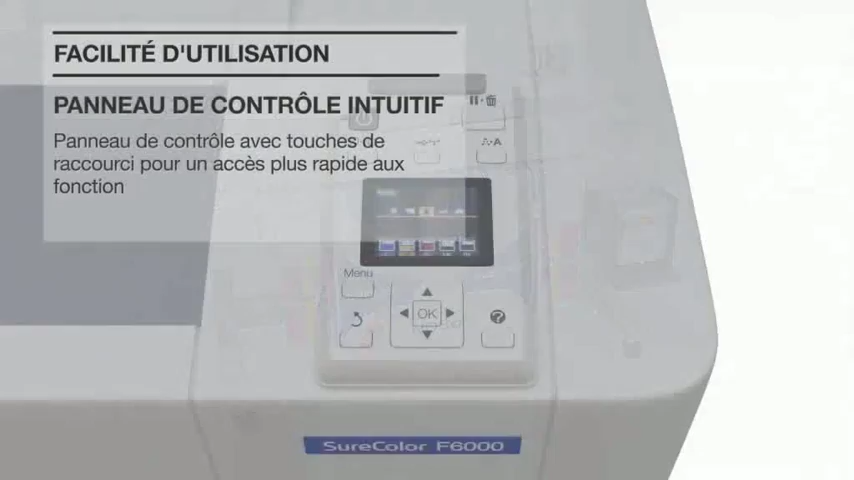 FACILITÉ D'UTILISATION
PANNEAU DE CONTRÔLE INTUITIF
Panneau de contrôle avec touches de
raccourci pour un accès plus rapide aux
fonction
A
Menu
OK
?
SureColor F6000